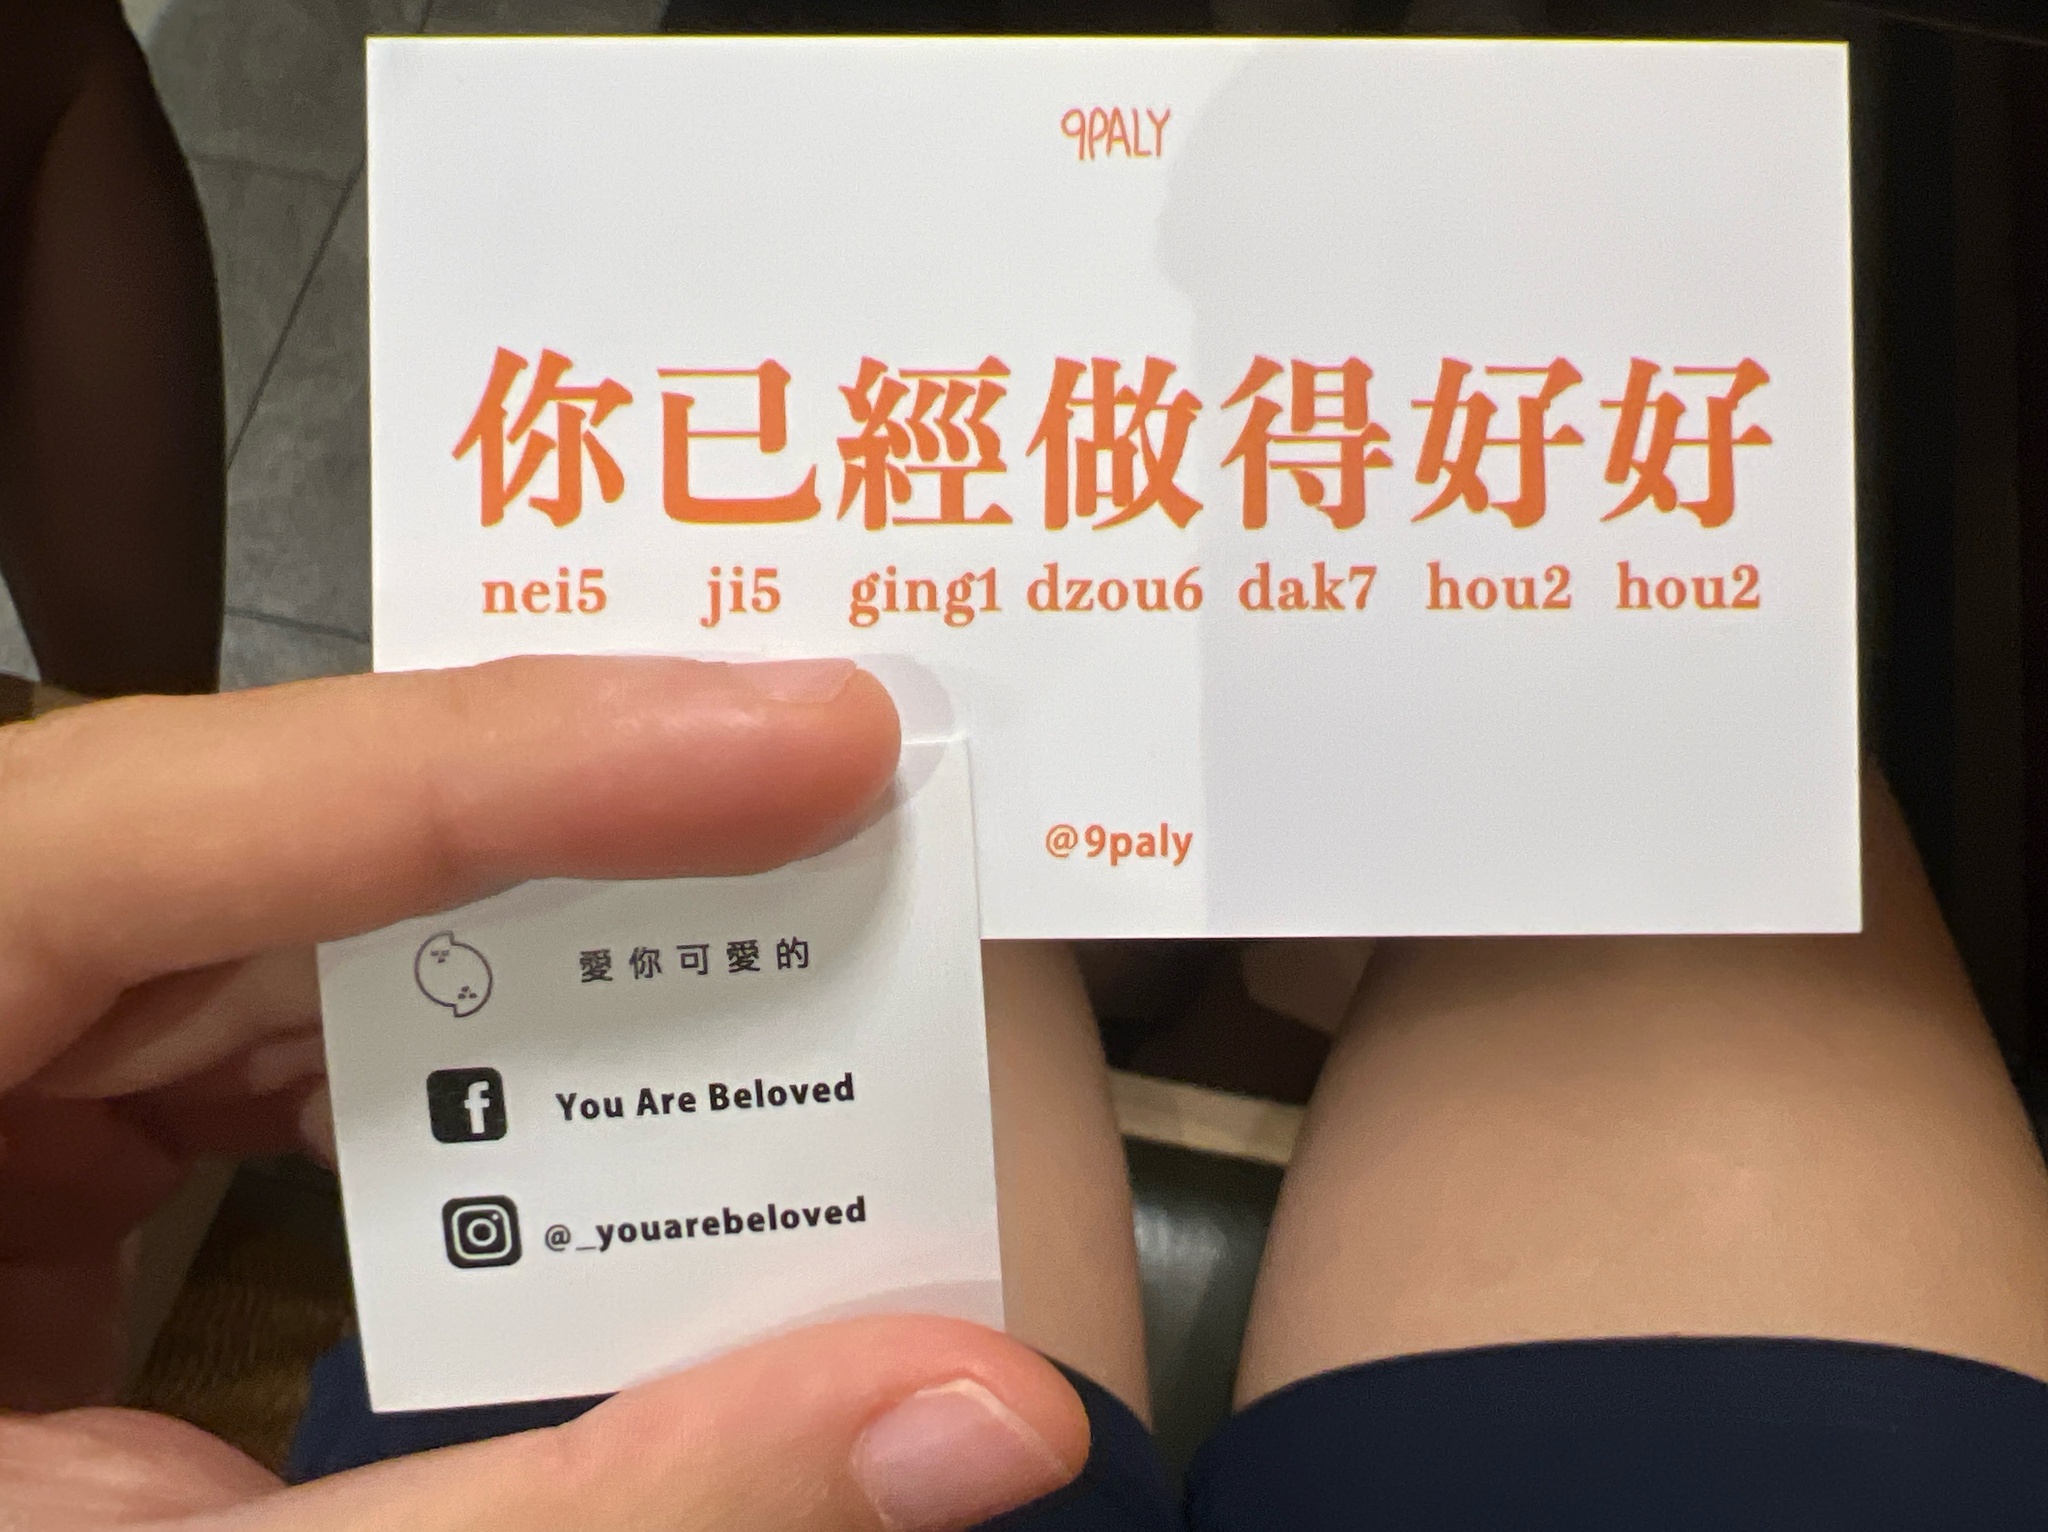 9PALY
你已經做得好好
nei5 ji5 ging1 dzou6 dak7 hou2 hou2
@9paly
愛你可愛的
You Are Beloved
@_youarebeloved